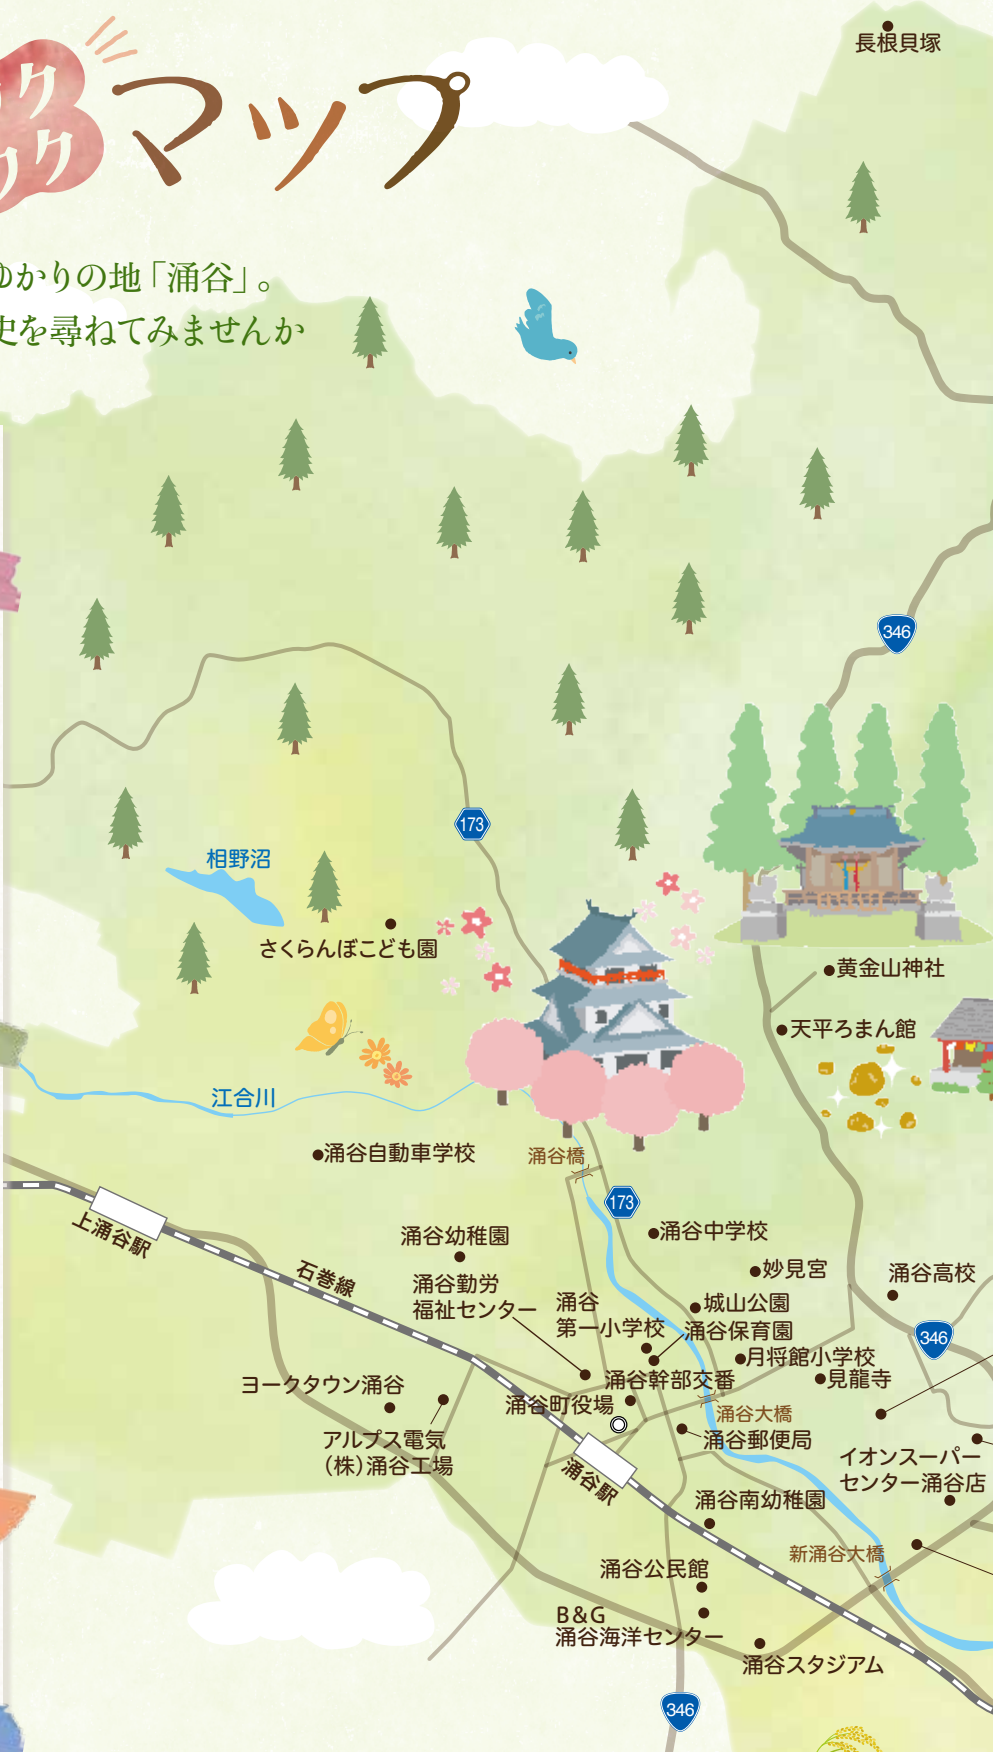 長根貝塚
ク
マップ
ク
ゆかりの地「涌谷」。
史を尋ねてみませんか
346
173
相野沼
さくらんぼこども園
黄金山神社
天平ろまん館
江合川
涌谷自動車学校
涌谷橋
173
上涌谷駅
涌谷中学校
涌谷幼稚園
妙見宮
涌谷高校
石巻線
涌谷勤労
福祉センター
涌谷
第一小学校
城山公園
涌谷保育園
346
月将館小学校
涌谷幹部交番
見龍寺
ヨークタウン涌谷
涌谷町役場
涌谷大橋
アルプス電気
(株)涌谷工場
涌谷郵便局
イオンスーパー
センター涌谷店
涌谷駅
涌谷南幼稚園
新涌谷大橋
涌谷公民館
B&G
涌谷海洋センター
涌谷スタジアム
346